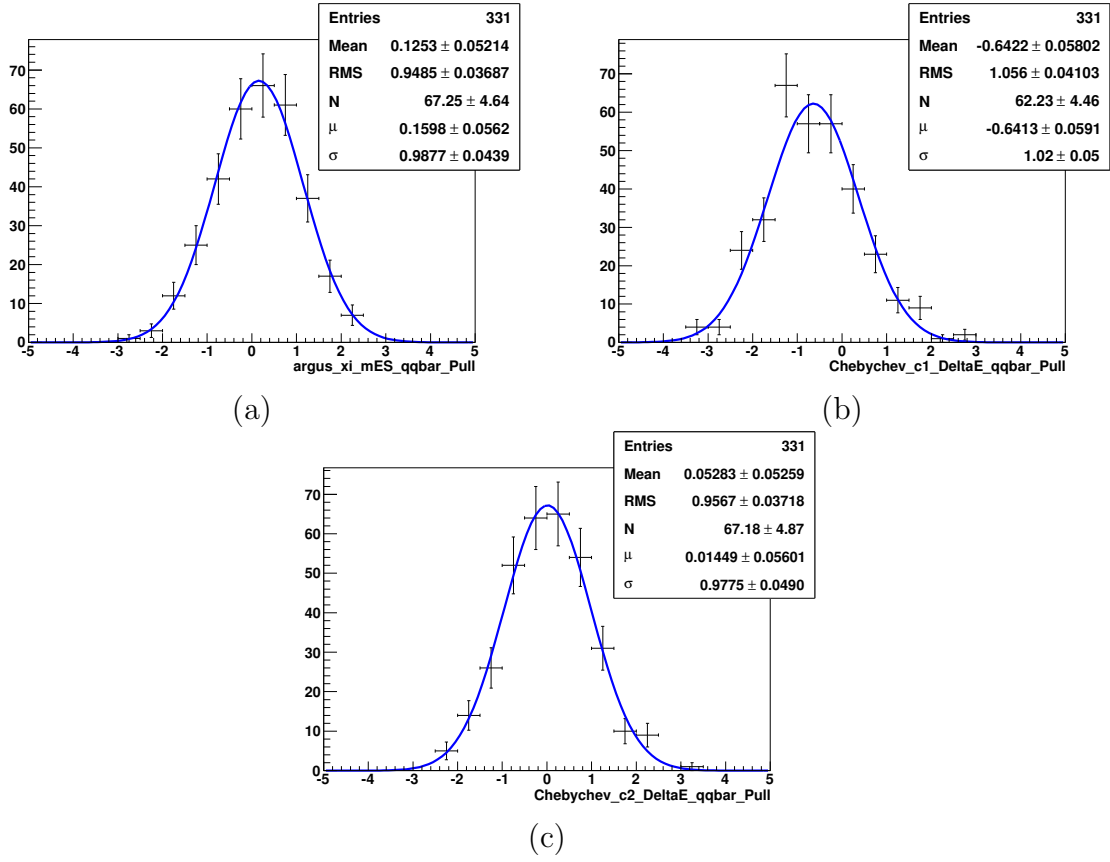 Entries 331
Mean 0.1253 ± 0.05214
RMS 0.9485 ± 0.03687
N 67.25 ± 4.64
μ 0.1598 ± 0.0562
σ 0.9877 ± 0.0439
70
60
50
40
30
20
10
0
-5 -4 -3 -2 -1 0 1 2 3 4 5
argus_xi_mES_qqbar_Pull
(a)
Entries 331
Mean -0.6422 ± 0.05802
RMS 1.056 ± 0.04103
N 62.23 ± 4.46
μ -0.6413 ± 0.0591
σ 1.02 ± 0.05
70
60
50
40
30
20
10
0
-5 -4 -3 -2 -1 0 1 2 3 4 5
Chebychev_c1_DeltaE_qqbar_Pull
(b)
Entries 331
Mean 0.05283 ± 0.05259
RMS 0.9567 ± 0.03718
N 67.18 ± 4.87
μ 0.01449 ± 0.05601
σ 0.9775 ± 0.0490
70
60
50
40
30
20
10
0
-5 -4 -3 -2 -1 0 1 2 3 4 5
Chebychev_c2_DeltaE_qqbar_Pull
(c)